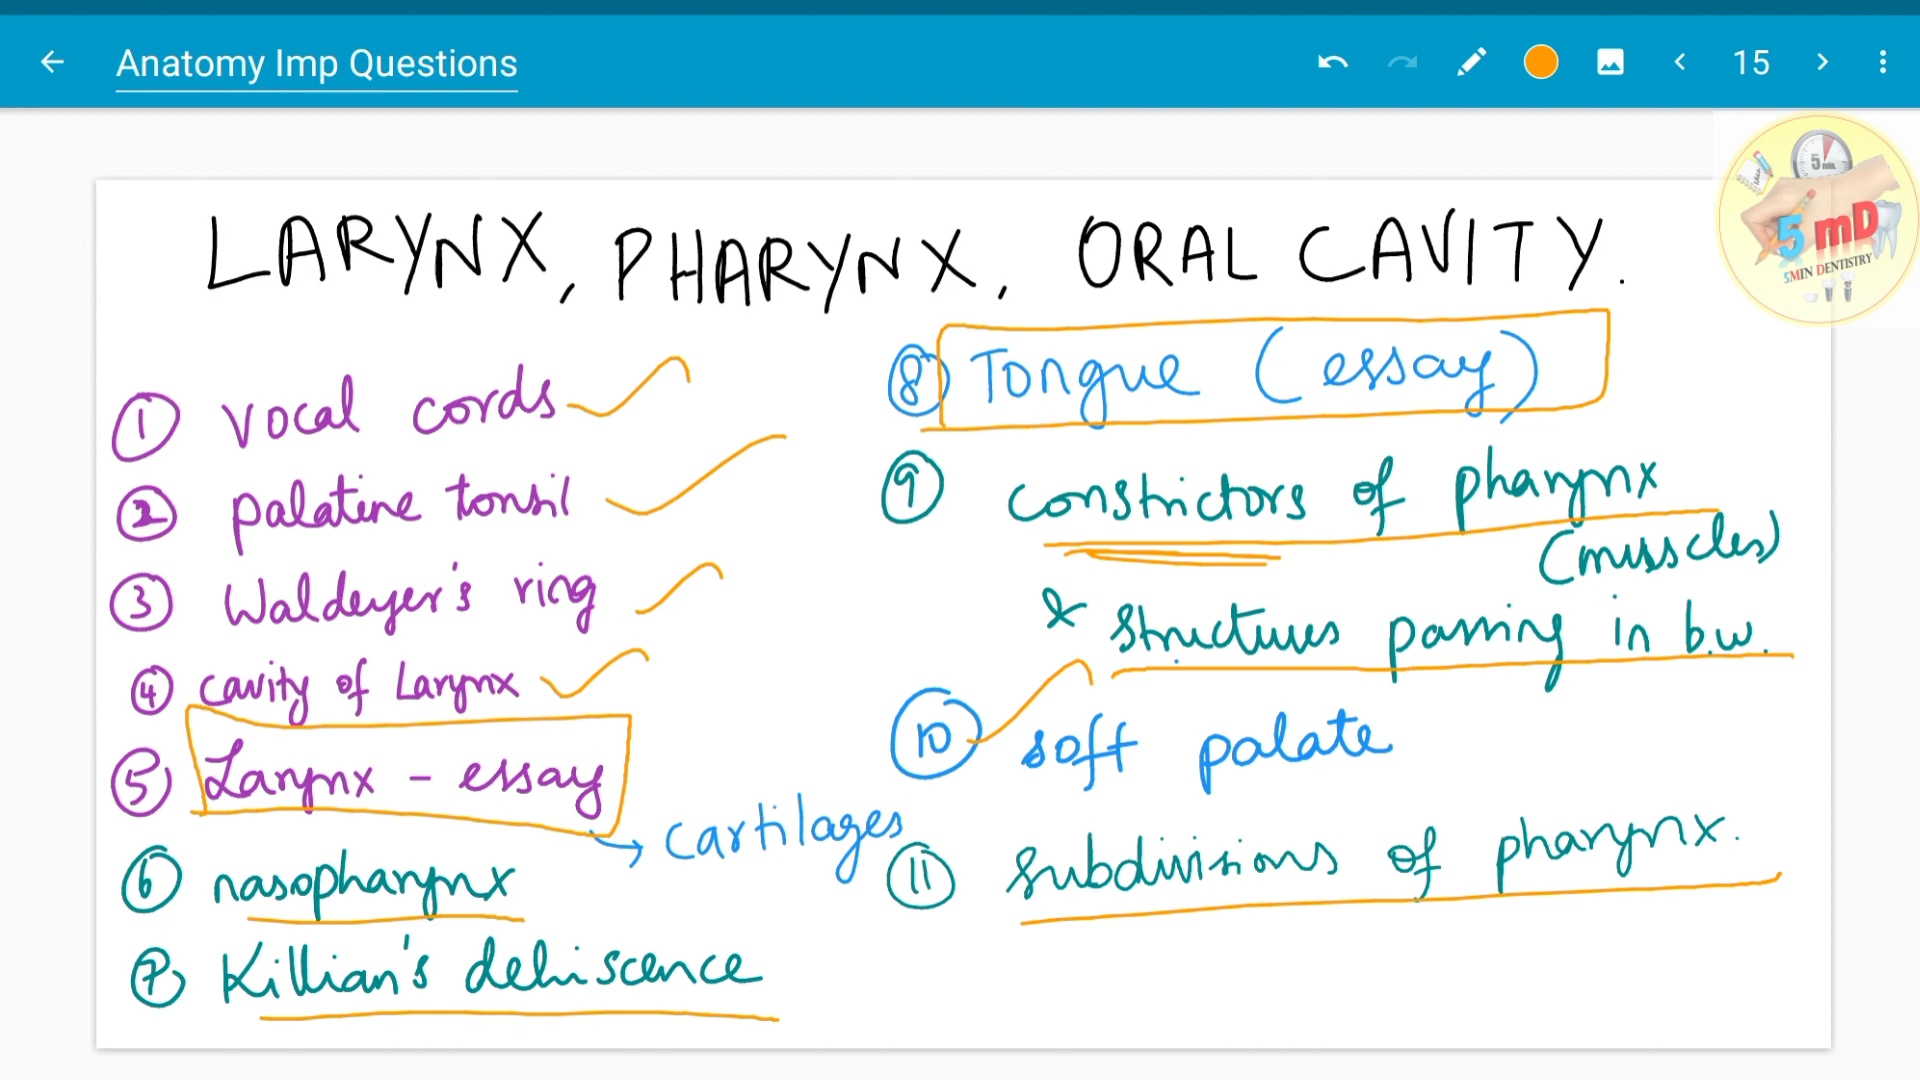 Anatomy Imp Questions
15
5 min
5 mD
5MIN DENTISTRY
LARYNX, PHARYNX, ORAL CAVITY.
① vocal cords
② palatine tonsil
③ Waldeyer's ring
④ cavity of Larynx
⑤ Larynx - essay
→ cartilages
⑥ nasopharynx
⑦ Killian's dehiscence
⑧ Tongue (essay)
⑨ constrictors of pharynx
(muscles)
& structures passing in b.w.
⑩ soft palate
⑪ subdivisions of pharynx.